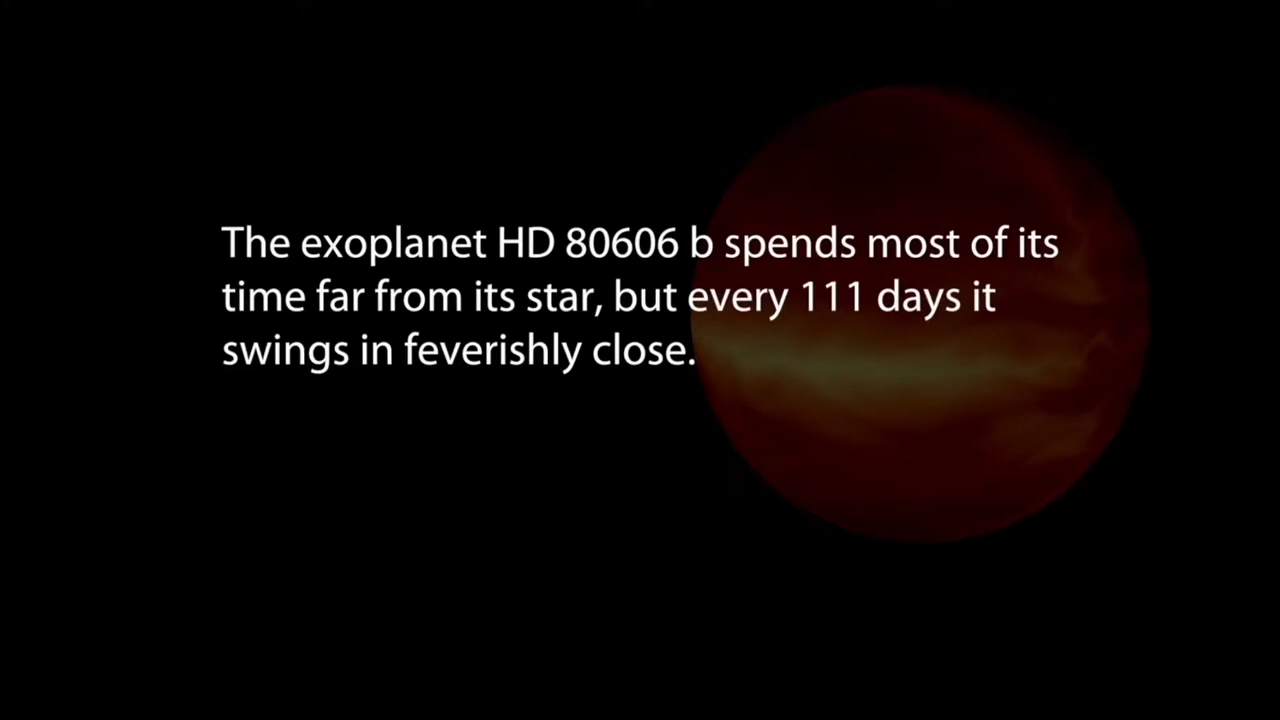 The exoplanet HD 80606 b spends most of its
time far from its star, but every 111 days it
swings in feverishly close.